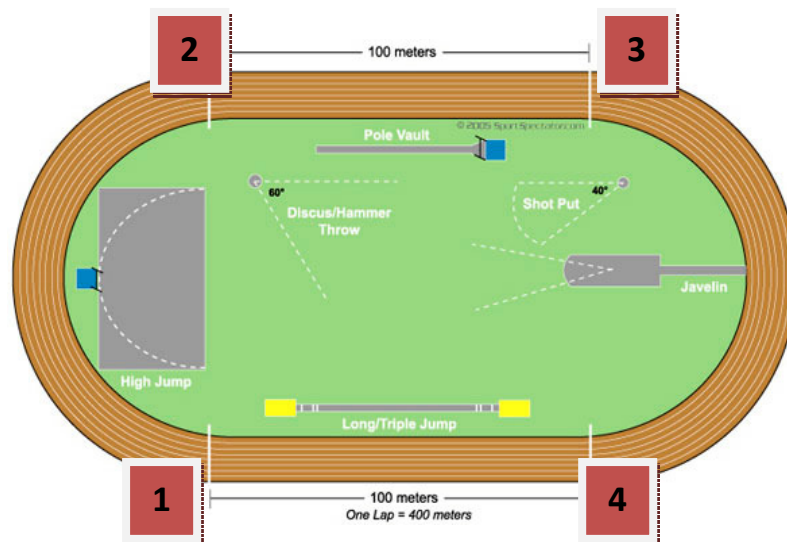 2
3
100 meters
© 2005 SportSpectator.com
Pole Vault
60°
40°
Discus/Hammer
Throw
Shot Put
Javelin
High Jump
Long/Triple Jump
1
4
100 meters
One Lap = 400 meters